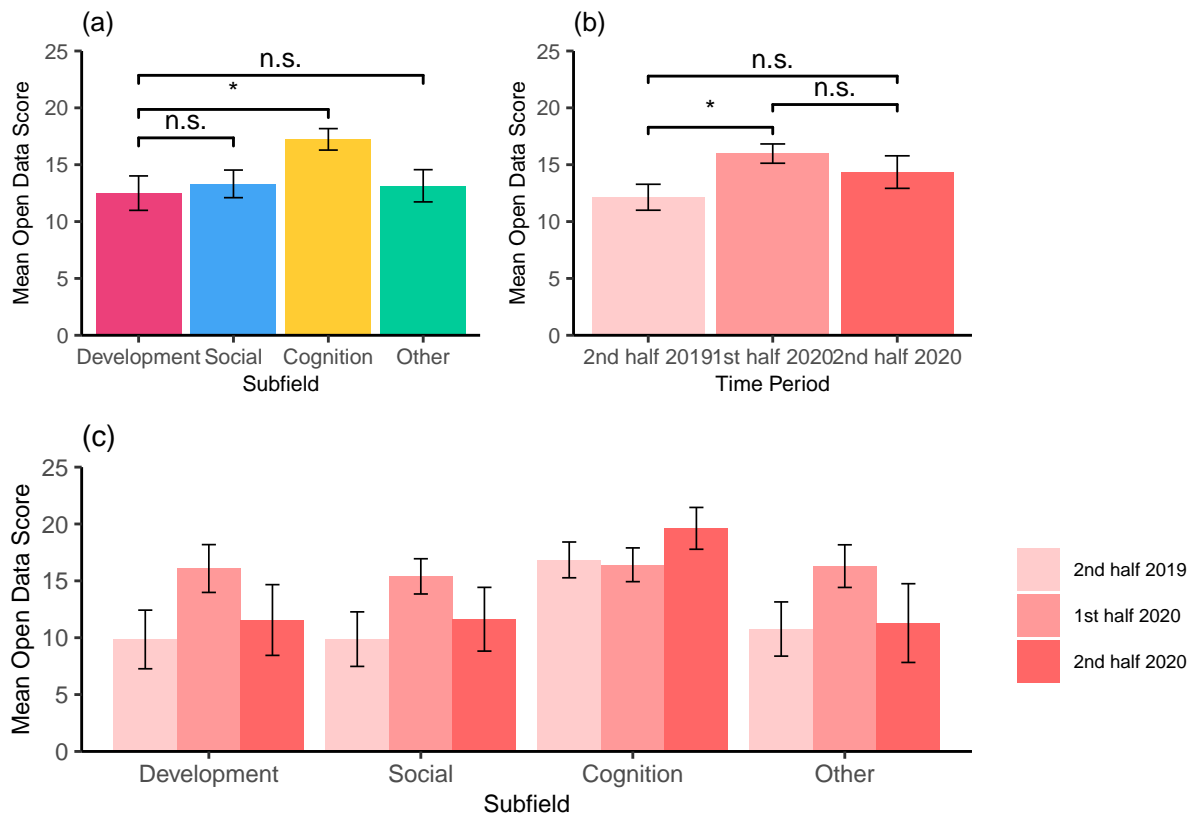 (a)
25
20
15
10
5
0
Mean Open Data Score
n.s.
*
n.s.
Development Social Cognition Other
Subfield
(b)
25
20
15
10
5
0
Mean Open Data Score
n.s.
n.s.
*
2nd half 2019 1st half 2020 2nd half 2020
Time Period
(c)
25
20
15
10
5
0
Mean Open Data Score
Development Social Cognition Other
Subfield
2nd half 2019
1st half 2020
2nd half 2020